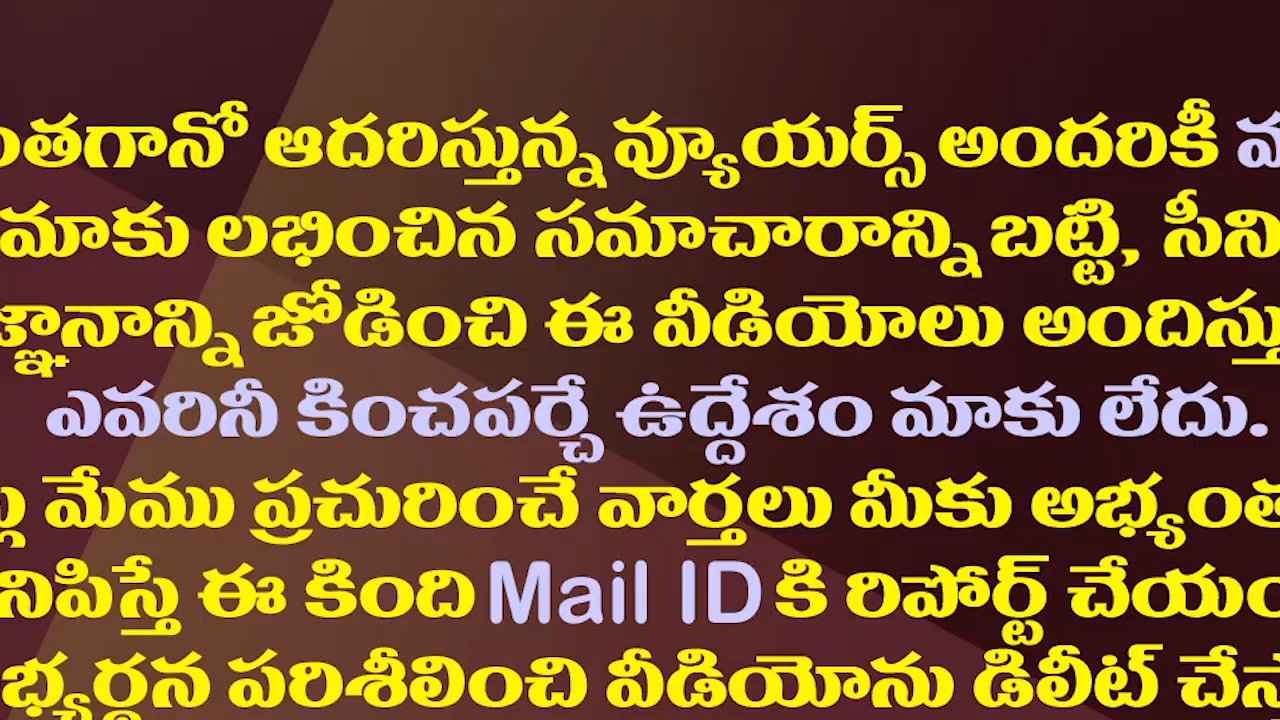 ంతగానో ఆదరిస్తున్న వ్యూయర్స్ అందరికీ
మాకు లభించిన సమాచారాన్ని బట్టి, సీని
జ్ఞానాన్ని జోడించి ఈ వీడియోలు అందిస్తు
ఎవరినీ కించపర్చే ఉద్దేశం మాకు లేదు.
మేము ప్రచురించే వార్తలు మీకు అభ్యంత
నిపిస్తే ఈ కింది Mail ID కి రిపోర్ట్ చేయం
భ్యర్థన పరిశీలించి వీడియోను డిలీట్ చేస